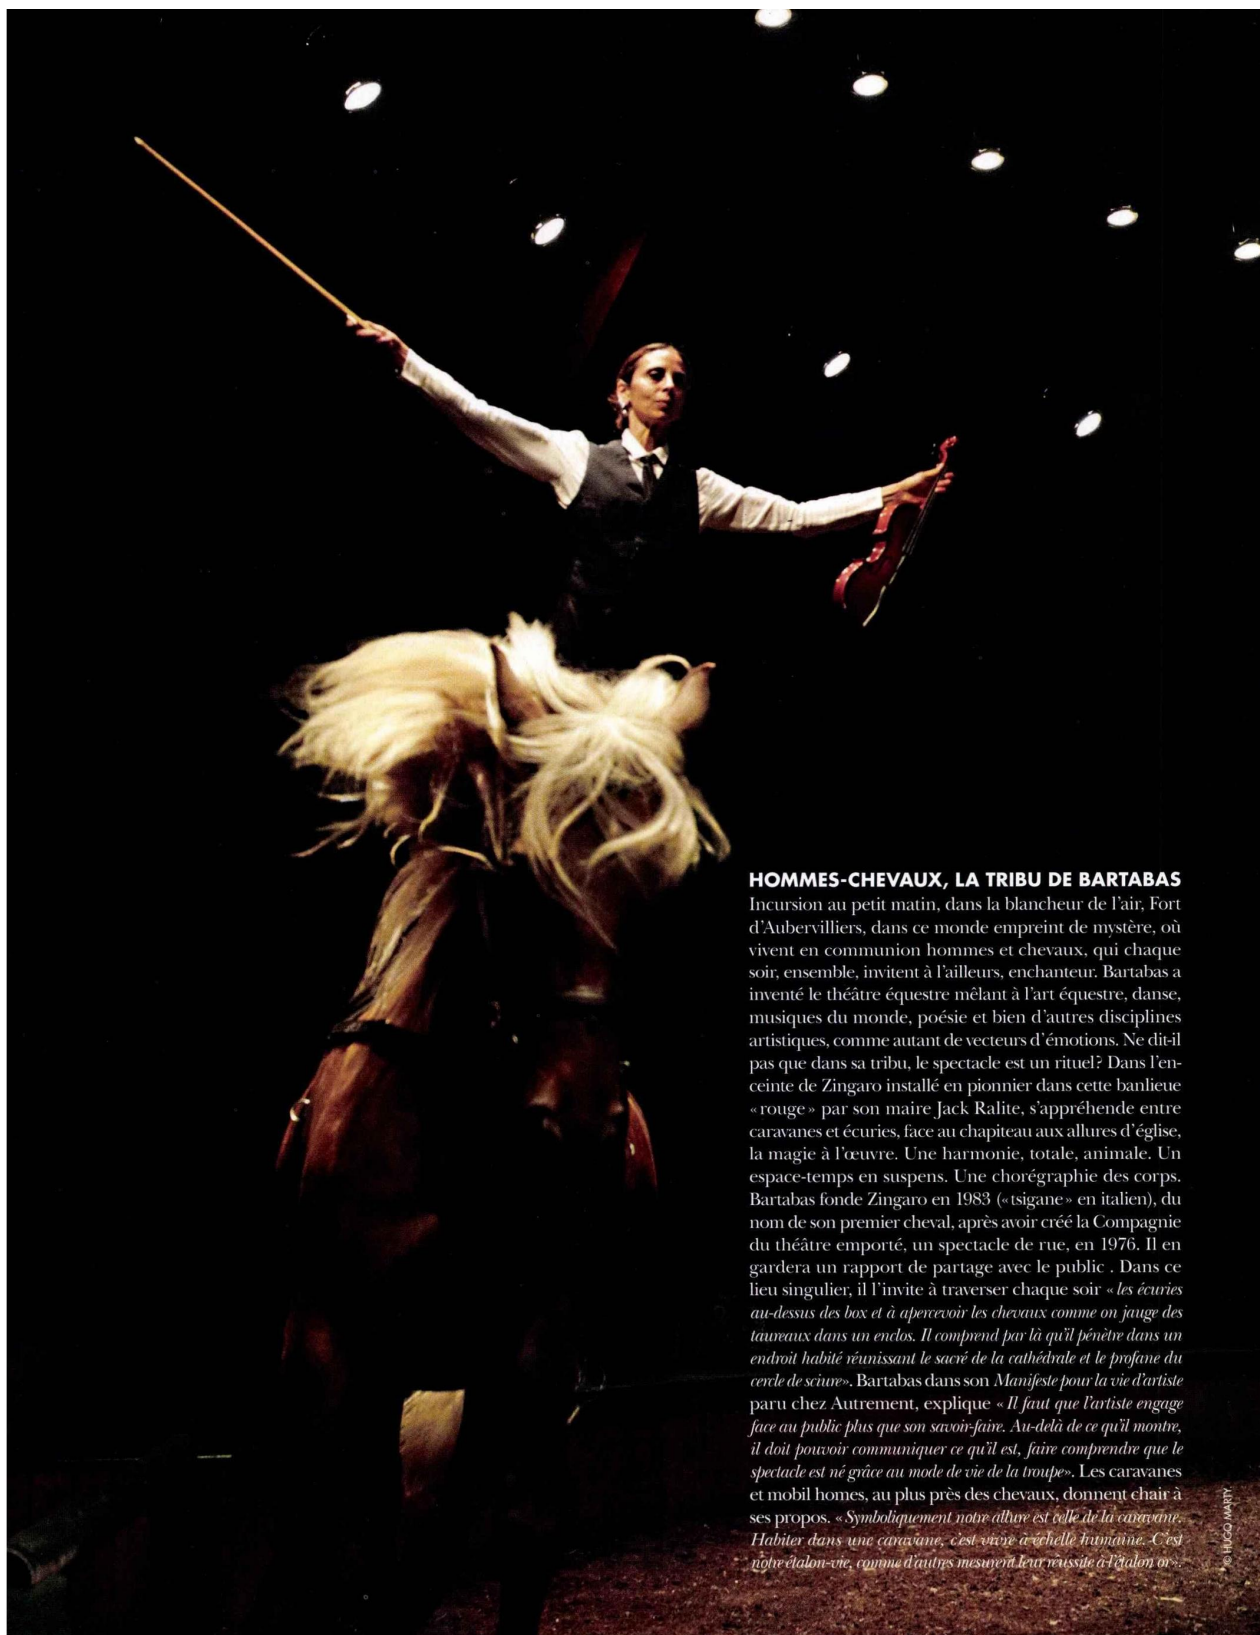 HOMMES-CHEVAUX, LA TRIBU DE BARTABAS
Incursion au petit matin, dans la blancheur de l'air, Fort
d'Aubervilliers, dans ce monde empreint de mystère, où
vivent en communion hommes et chevaux, qui chaque
soir, ensemble, invitent à l'ailleurs, enchanteur. Bartabas a
inventé le théâtre équestre mêlant à l'art équestre, danse,
musiques du monde, poésie et bien d'autres disciplines
artistiques, comme autant de vecteurs d'émotions. Ne dit-il
pas que dans sa tribu, le spectacle est un rituel? Dans l'en-
ceinte de Zingaro installé en pionnier dans cette banlieue
«rouge» par son maire Jack Ralite, s'appréhende entre
caravanes et écuries, face au chapiteau aux allures d'église,
la magie à l'œuvre. Une harmonie, totale, animale. Un
espace-temps en suspens. Une chorégraphie des corps.
Bartabas fonde Zingaro en 1983 («tsigane» en italien), du
nom de son premier cheval, après avoir créé la Compagnie
du théâtre emporté, un spectacle de rue, en 1976. Il en
gardera un rapport de partage avec le public . Dans ce
lieu singulier, il l'invite à traverser chaque soir «les écuries
au-dessus des box et à apercevoir les chevaux comme on jauge des
taureaux dans un enclos. Il comprend par là qu'il pénètre dans un
endroit habité réunissant le sacré de la cathédrale et le profane du
cercle de sciure». Bartabas dans son Manifeste pour la vie d'artiste
paru chez Autrement, explique «Il faut que l'artiste engage
face au public plus que son savoir-faire. Au-delà de ce qu'il montre,
il doit pouvoir communiquer ce qu'il est, faire comprendre que le
spectacle est né grâce au mode de vie de la troupe». Les caravanes
et mobil homes, au plus près des chevaux, donnent chair à
ses propos. «Symboliquement notre allure est celle de la caravane.
Habiter dans une caravane, c'est vivre à échelle humaine. C'est
notre étalon-vie, comme d'autres mesurent leur réussite à l'étalon or».
© HUGO MARTY